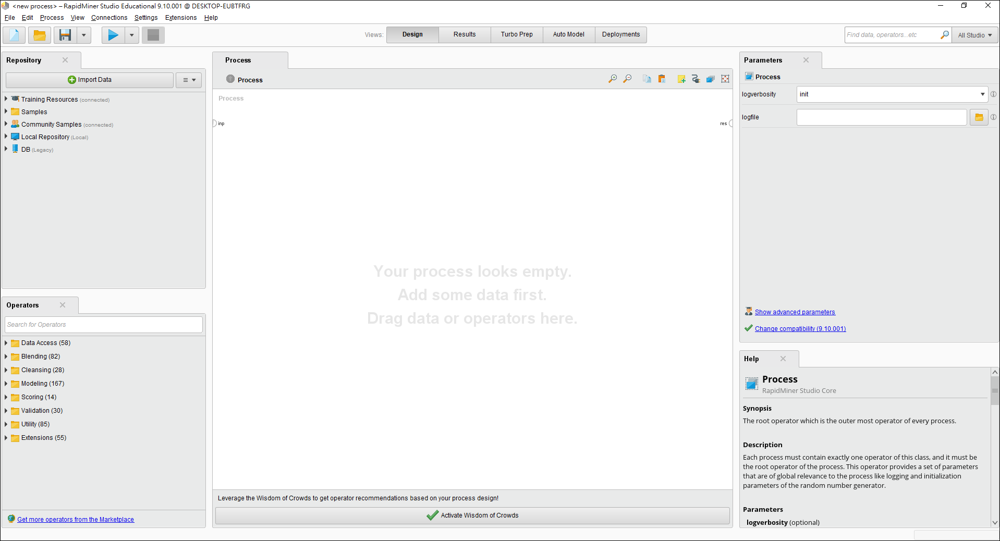 <new process> – RapidMiner Studio Educational 9.10.001 @ DESKTOP-EUBTFRG
File Edit Process View Connections Settings Extensions Help
Views: Design Results Turbo Prep Auto Model Deployments
Find data, operators...etc
All Studio
Repository
Import Data
Training Resources (connected)
Samples
Community Samples (connected)
Local Repository (Local)
DB (Legacy)
Operators
Search for Operators
Data Access (58)
Blending (82)
Cleansing (28)
Modeling (167)
Scoring (14)
Validation (30)
Utility (85)
Extensions (55)
Get more operators from the Marketplace
Process
Process
Process
inp
res
Your process looks empty.
Add some data first.
Drag data or operators here.
Leverage the Wisdom of Crowds to get operator recommendations based on your process design!
Activate Wisdom of Crowds
Parameters
Process
logverbosity init
logfile
Show advanced parameters
Change compatibility (9.10.001)
Help
Process
RapidMiner Studio Core
Synopsis
The root operator which is the outer most operator of every process.
Description
Each process must contain exactly one operator of this class, and it must be
the root operator of the process. This operator provides a set of parameters
that are of global relevance to the process like logging and initialization
parameters of the random number generator.
Parameters
logverbosity (optional)